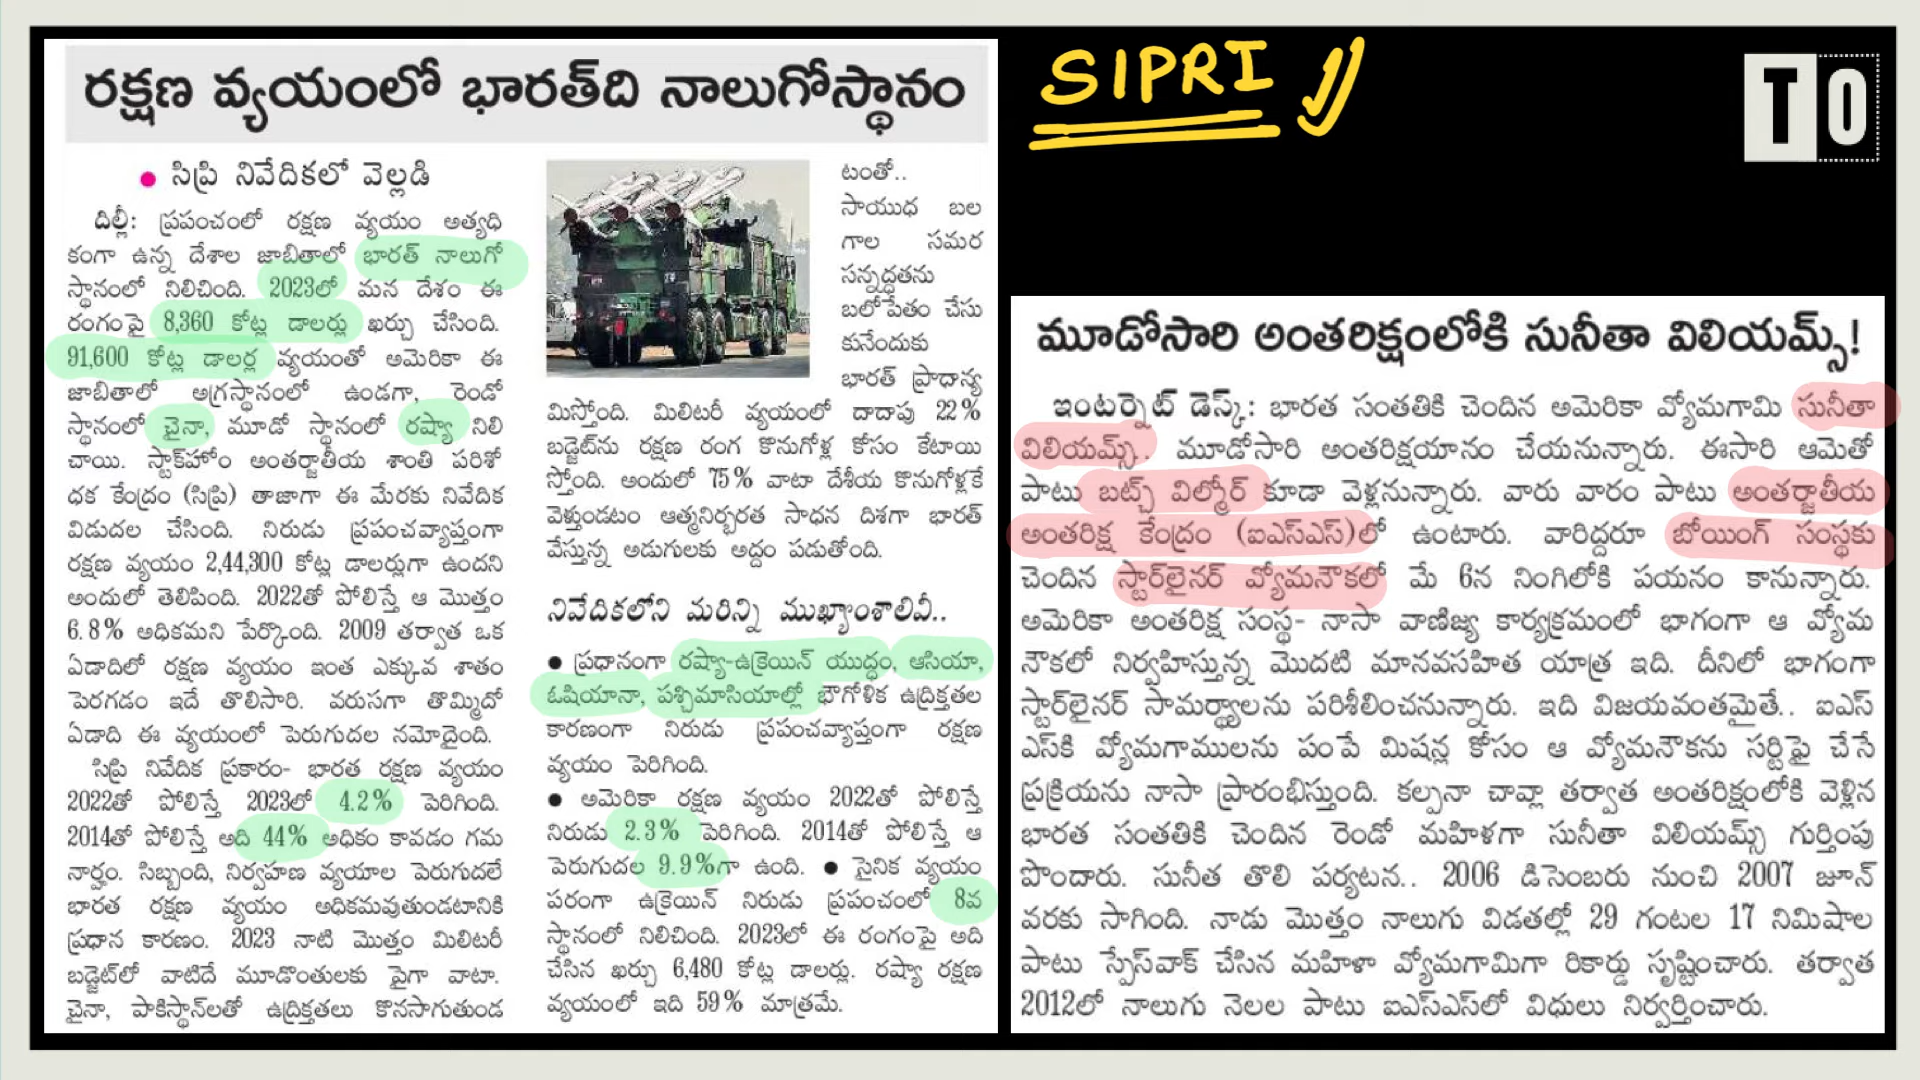 రక్షణ వ్యయంలో భారత్‌ది నాలుగోస్థానం
● సిప్రి నివేదికలో వెల్లడి
దిల్లీ: ప్రపంచంలో రక్షణ వ్యయం అత్యధి
కంగా ఉన్న దేశాల జాబితాలో భారత్ నాలుగో
స్థానంలో నిలిచింది. 2023లో మన దేశం ఈ
రంగంపై 8,360 కోట్ల డాలర్లు ఖర్చు చేసింది.
91,600 కోట్ల డాలర్ల వ్యయంతో అమెరికా ఈ
జాబితాలో అగ్రస్థానంలో ఉండగా, రెండో
స్థానంలో చైనా, మూడో స్థానంలో రష్యా నిలి
చాయి. స్టాక్‌హోం అంతర్జాతీయ శాంతి పరిశో
ధక కేంద్రం (సిప్రి) తాజాగా ఈ మేరకు నివేదిక
విడుదల చేసింది. నిరుడు ప్రపంచవ్యాప్తంగా
రక్షణ వ్యయం 2,44,300 కోట్ల డాలర్లుగా ఉందని
అందులో తెలిపింది. 2022తో పోలిస్తే ఆ మొత్తం
6.8% అధికమని పేర్కొంది. 2009 తర్వాత ఒక
ఏడాదిలో రక్షణ వ్యయం ఇంత ఎక్కువ శాతం
పెరగడం ఇదే తొలిసారి. వరుసగా తొమ్మిదో
ఏడాది ఈ వ్యయంలో పెరుగుదల నమోదైంది.
సిప్రి నివేదిక ప్రకారం- భారత రక్షణ వ్యయం
2022తో పోలిస్తే 2023లో 4.2% పెరిగింది.
2014తో పోలిస్తే అది 44% అధికం కావడం గమ
నార్హం. సిబ్బంది, నిర్వహణ వ్యయాల పెరుగుదలే
భారత రక్షణ వ్యయం అధికమవుతుండటానికి
ప్రధాన కారణం. 2023 నాటి మొత్తం మిలిటరీ
బడ్జెట్‌లో వాటిదే మూడొంతులకు పైగా వాటా.
చైనా, పాకిస్థాన్‌లతో ఉద్రిక్తతలు కొనసాగుతుండ
టంతో..
సాయుధ బల
గాల సమర
సన్నద్ధతను
బలోపేతం చేసు
కునేందుకు
భారత్ ప్రాధాన్య
మిస్తోంది. మిలిటరీ వ్యయంలో దాదాపు 22%
బడ్జెట్‌ను రక్షణ రంగ కొనుగోళ్ల కోసం కేటాయి
స్తోంది. అందులో 75% వాటా దేశీయ కొనుగోళ్లకే
వెళ్తుండటం ఆత్మనిర్భరత సాధన దిశగా భారత్
వేస్తున్న అడుగులకు అద్దం పడుతోంది.
నివేదికలోని మరిన్ని ముఖ్యాంశాలివీ..
● ప్రధానంగా రష్యా-ఉక్రెయిన్ యుద్ధం, ఆసియా,
ఓషియానా, పశ్చిమాసియాల్లో భౌగోళిక ఉద్రిక్తతల
కారణంగా నిరుడు ప్రపంచవ్యాప్తంగా రక్షణ
వ్యయం పెరిగింది.
● అమెరికా రక్షణ వ్యయం 2022తో పోలిస్తే
నిరుడు 2.3% పెరిగింది. 2014తో పోలిస్తే ఆ
పెరుగుదల 9.9%గా ఉంది. ● సైనిక వ్యయం
పరంగా ఉక్రెయిన్ నిరుడు ప్రపంచంలో 8వ
స్థానంలో నిలిచింది. 2023లో ఈ రంగంపై అది
చేసిన ఖర్చు 6,480 కోట్ల డాలర్లు. రష్యా రక్షణ
వ్యయంలో ఇది 59% మాత్రమే.
SIPRI
TO
మూడోసారి అంతరిక్షంలోకి సునీతా విలియమ్స్!
ఇంటర్నెట్ డెస్క్: భారత సంతతికి చెందిన అమెరికా వ్యోమగామి సునీతా
విలియమ్స్.. మూడోసారి అంతరిక్షయానం చేయనున్నారు. ఈసారి ఆమెతో
పాటు బట్చ్ విల్మోర్ కూడా వెళ్లనున్నారు. వారు వారం పాటు అంతర్జాతీయ
అంతరిక్ష కేంద్రం (ఐఎస్ఎస్)లో ఉంటారు. వారిద్దరూ బోయింగ్ సంస్థకు
చెందిన స్టార్‌లైనర్ వ్యోమనౌకలో మే 6న నింగిలోకి పయనం కానున్నారు.
అమెరికా అంతరిక్ష సంస్థ- నాసా వాణిజ్య కార్యక్రమంలో భాగంగా ఆ వ్యోమ
నౌకలో నిర్వహిస్తున్న మొదటి మానవసహిత యాత్ర ఇది. దీనిలో భాగంగా
స్టార్‌లైనర్ సామర్థ్యాలను పరిశీలించనున్నారు. ఇది విజయవంతమైతే.. ఐఎస్
ఎస్‌కి వ్యోమగాములను పంపే మిషన్ల కోసం ఆ వ్యోమనౌకను సర్టిఫై చేసే
ప్రక్రియను నాసా ప్రారంభిస్తుంది. కల్పనా చావ్లా తర్వాత అంతరిక్షంలోకి వెళ్లిన
భారత సంతతికి చెందిన రెండో మహిళగా సునీతా విలియమ్స్ గుర్తింపు
పొందారు. సునీత తొలి పర్యటన.. 2006 డిసెంబరు నుంచి 2007 జూన్
వరకు సాగింది. నాడు మొత్తం నాలుగు విడతల్లో 29 గంటల 17 నిమిషాల
పాటు స్పేస్‌వాక్ చేసిన మహిళా వ్యోమగామిగా రికార్డు సృష్టించారు. తర్వాత
2012లో నాలుగు నెలల పాటు ఐఎస్ఎస్‌లో విధులు నిర్వర్తించారు.